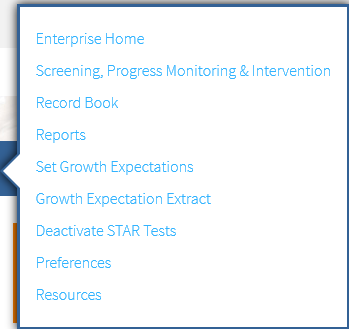 Enterprise Home
Screening, Progress Monitoring & Intervention
Record Book
Reports
Set Growth Expectations
Growth Expectation Extract
Deactivate STAR Tests
Preferences
Resources